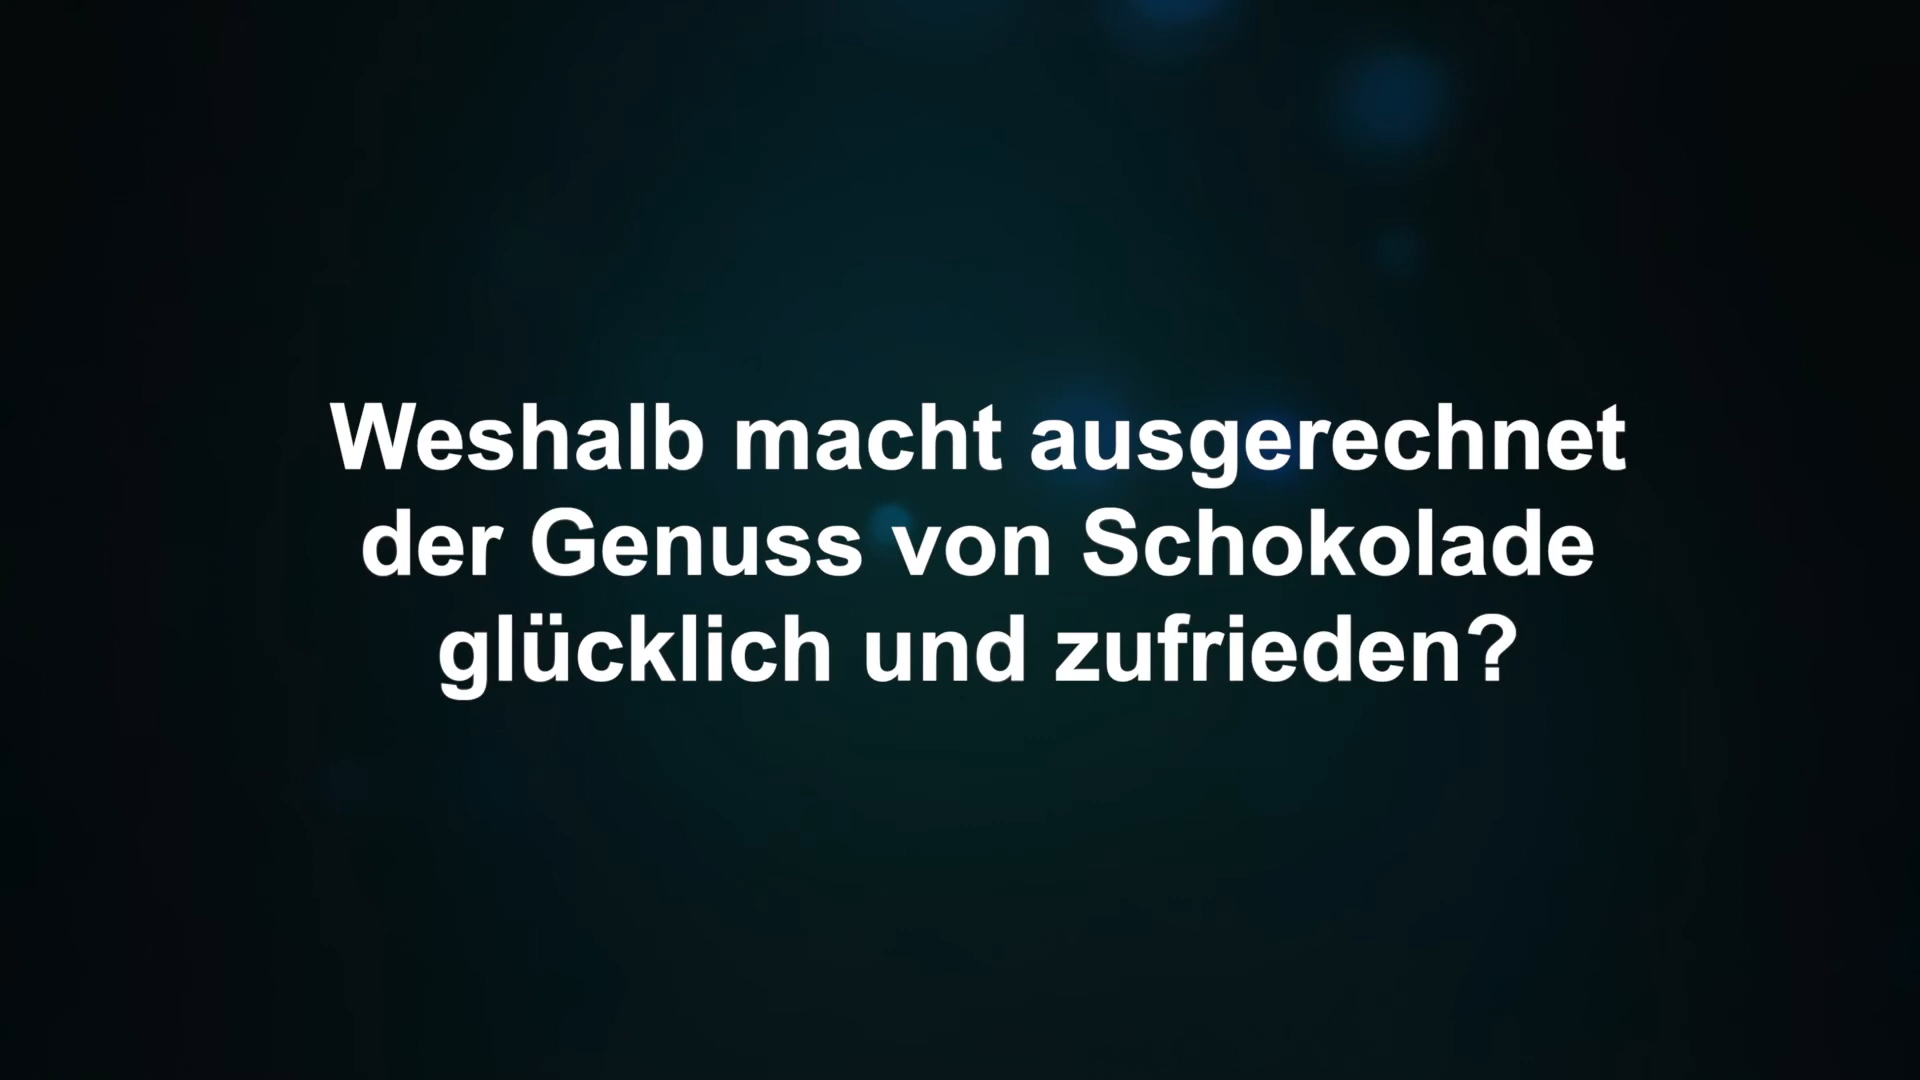 Weshalb macht ausgerechnet
der Genuss von Schokolade
glücklich und zufrieden?